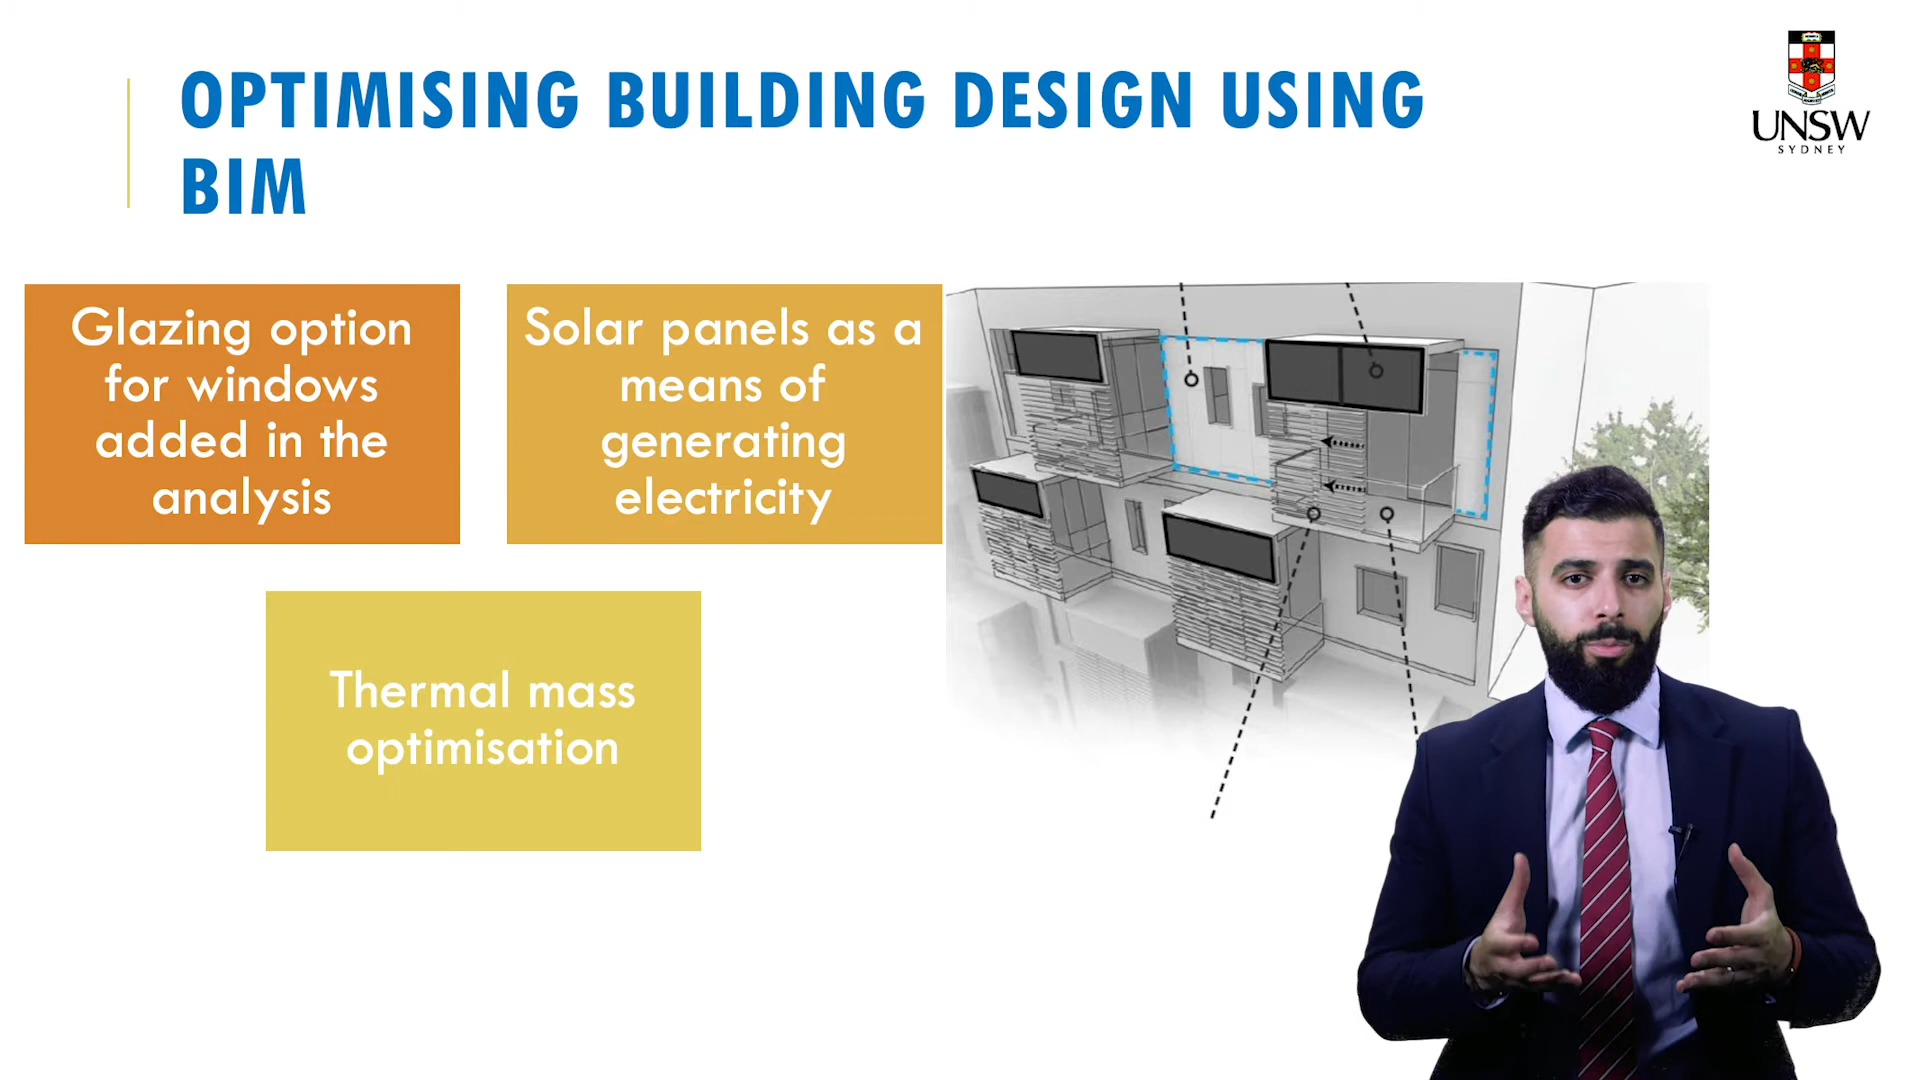 OPTIMISING BUILDING DESIGN USING
BIM
UNSW
SYDNEY
Glazing option
for windows
added in the
analysis
Solar panels as a
means of
generating
electricity
Thermal mass
optimisation